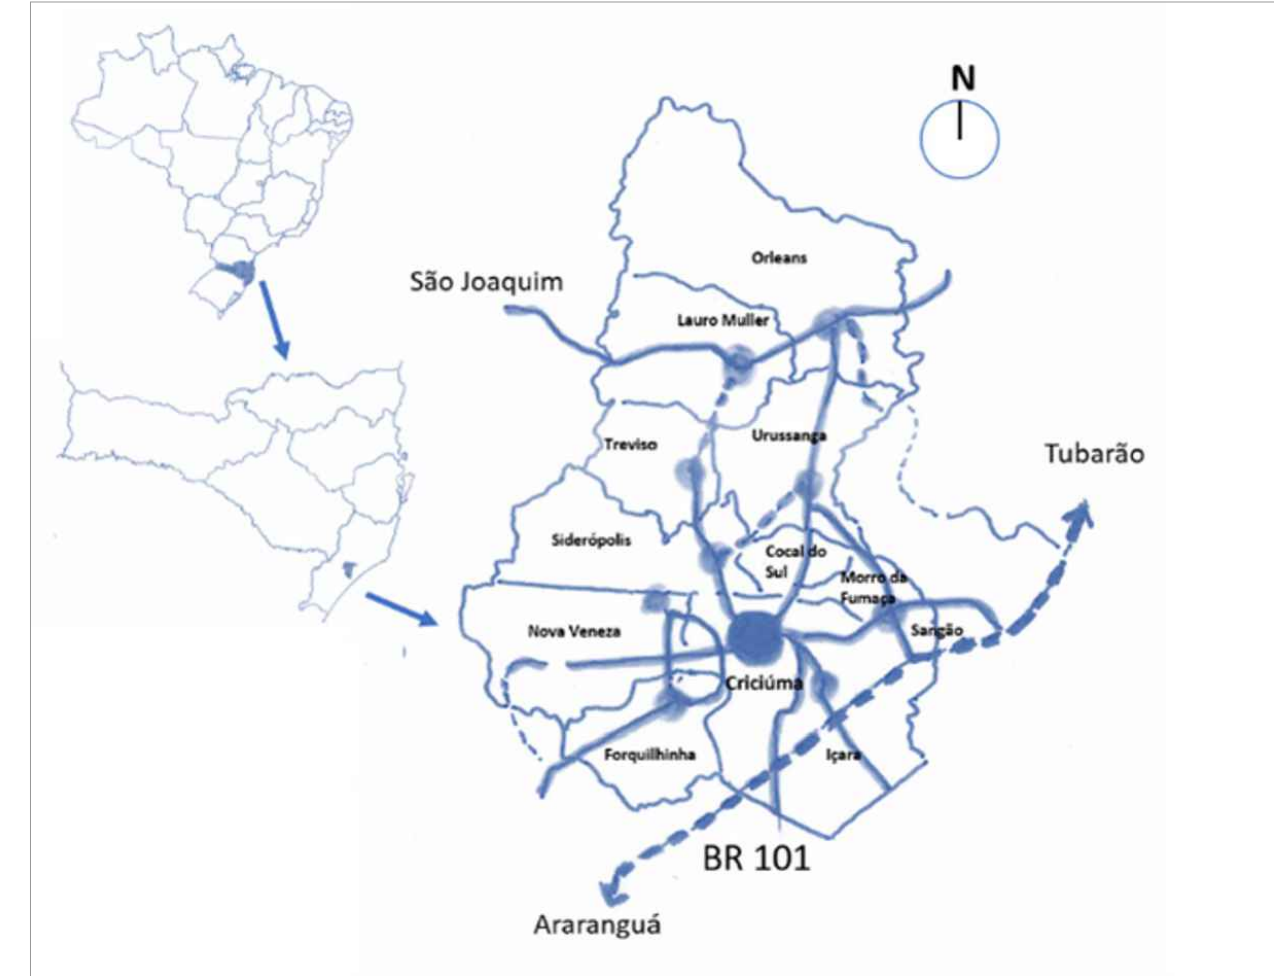 N
Orleans
São Joaquim
Lauro Muller
Treviso
Urussanga
Tubarão
Siderópolis
Cocal do
Sul
Morro da
Fumaça
Nova Veneza
Sangão
Criciúma
Forquilhinha
Içara
BR 101
Araranguá